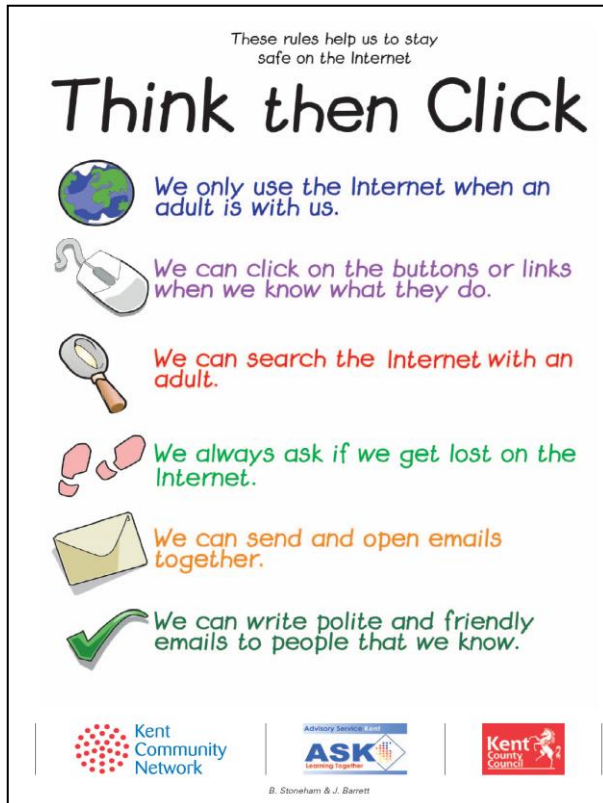 These rules help us to stay
safe on the Internet
Think then Click
We only use the Internet when an
adult is with us.
We can click on the buttons or links
when we know what they do.
We can search the Internet with an
adult.
We always ask if we get lost on the
Internet.
We can send and open emails
together.
We can write polite and friendly
emails to people that we know.
Kent
Community
Network
Advisory Service Kent
ASK
Learning Together
Kent
County
Council
B. Stoneham & J. Barrett